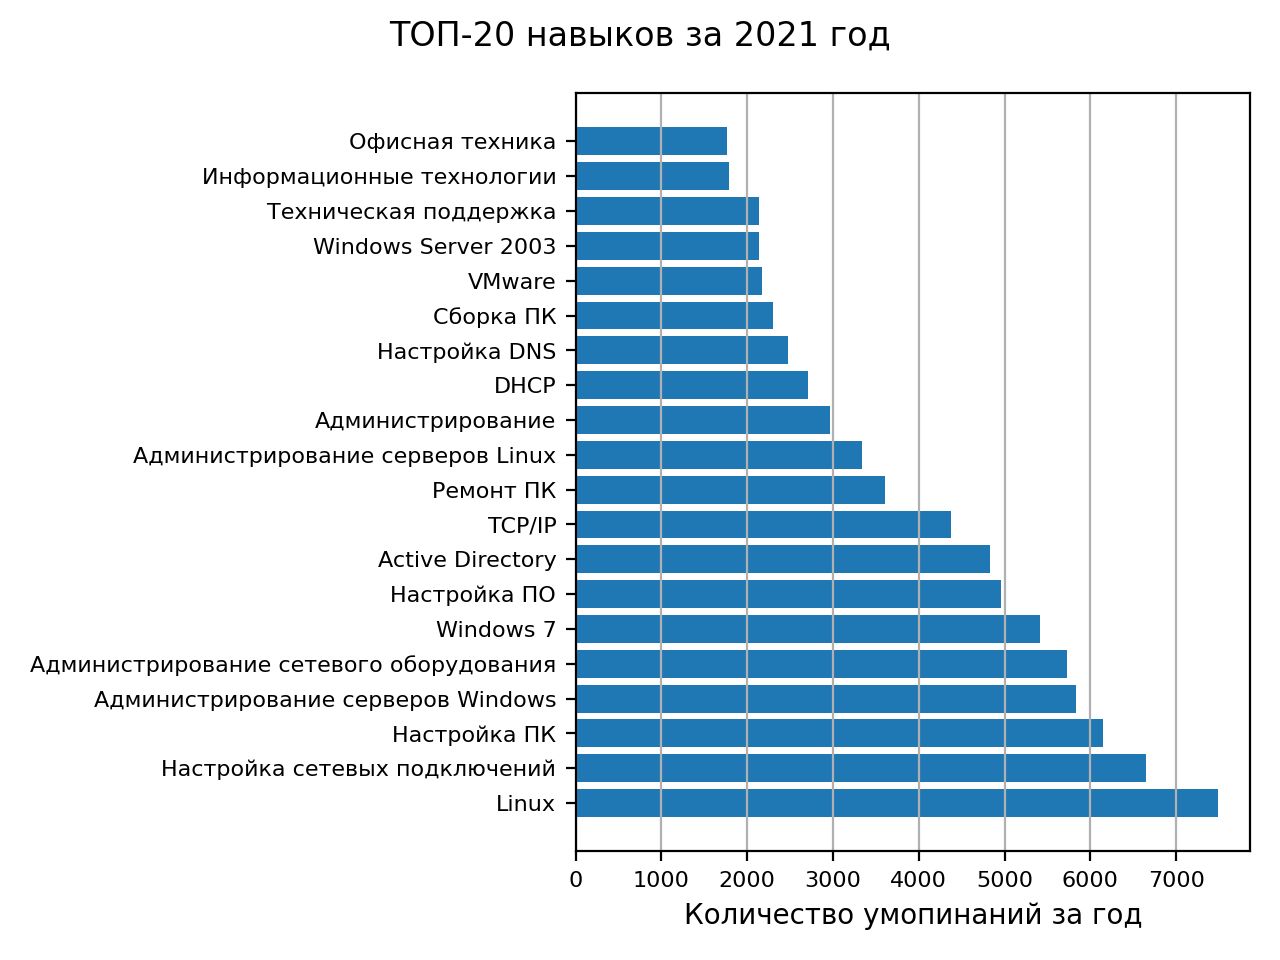 ТОП-20 навыков за 2021 год
Офисная техника
Информационные технологии
Техническая поддержка
Windows Server 2003
VMware
Сборка ПК
Настройка DNS
DHCP
Администрирование
Администрирование серверов Linux
Ремонт ПК
TCP/IP
Active Directory
Настройка ПО
Windows 7
Администрирование сетевого оборудования
Администрирование серверов Windows
Настройка ПК
Настройка сетевых подключений
Linux
0 1000 2000 3000 4000 5000 6000 7000
Количество умопинаний за год